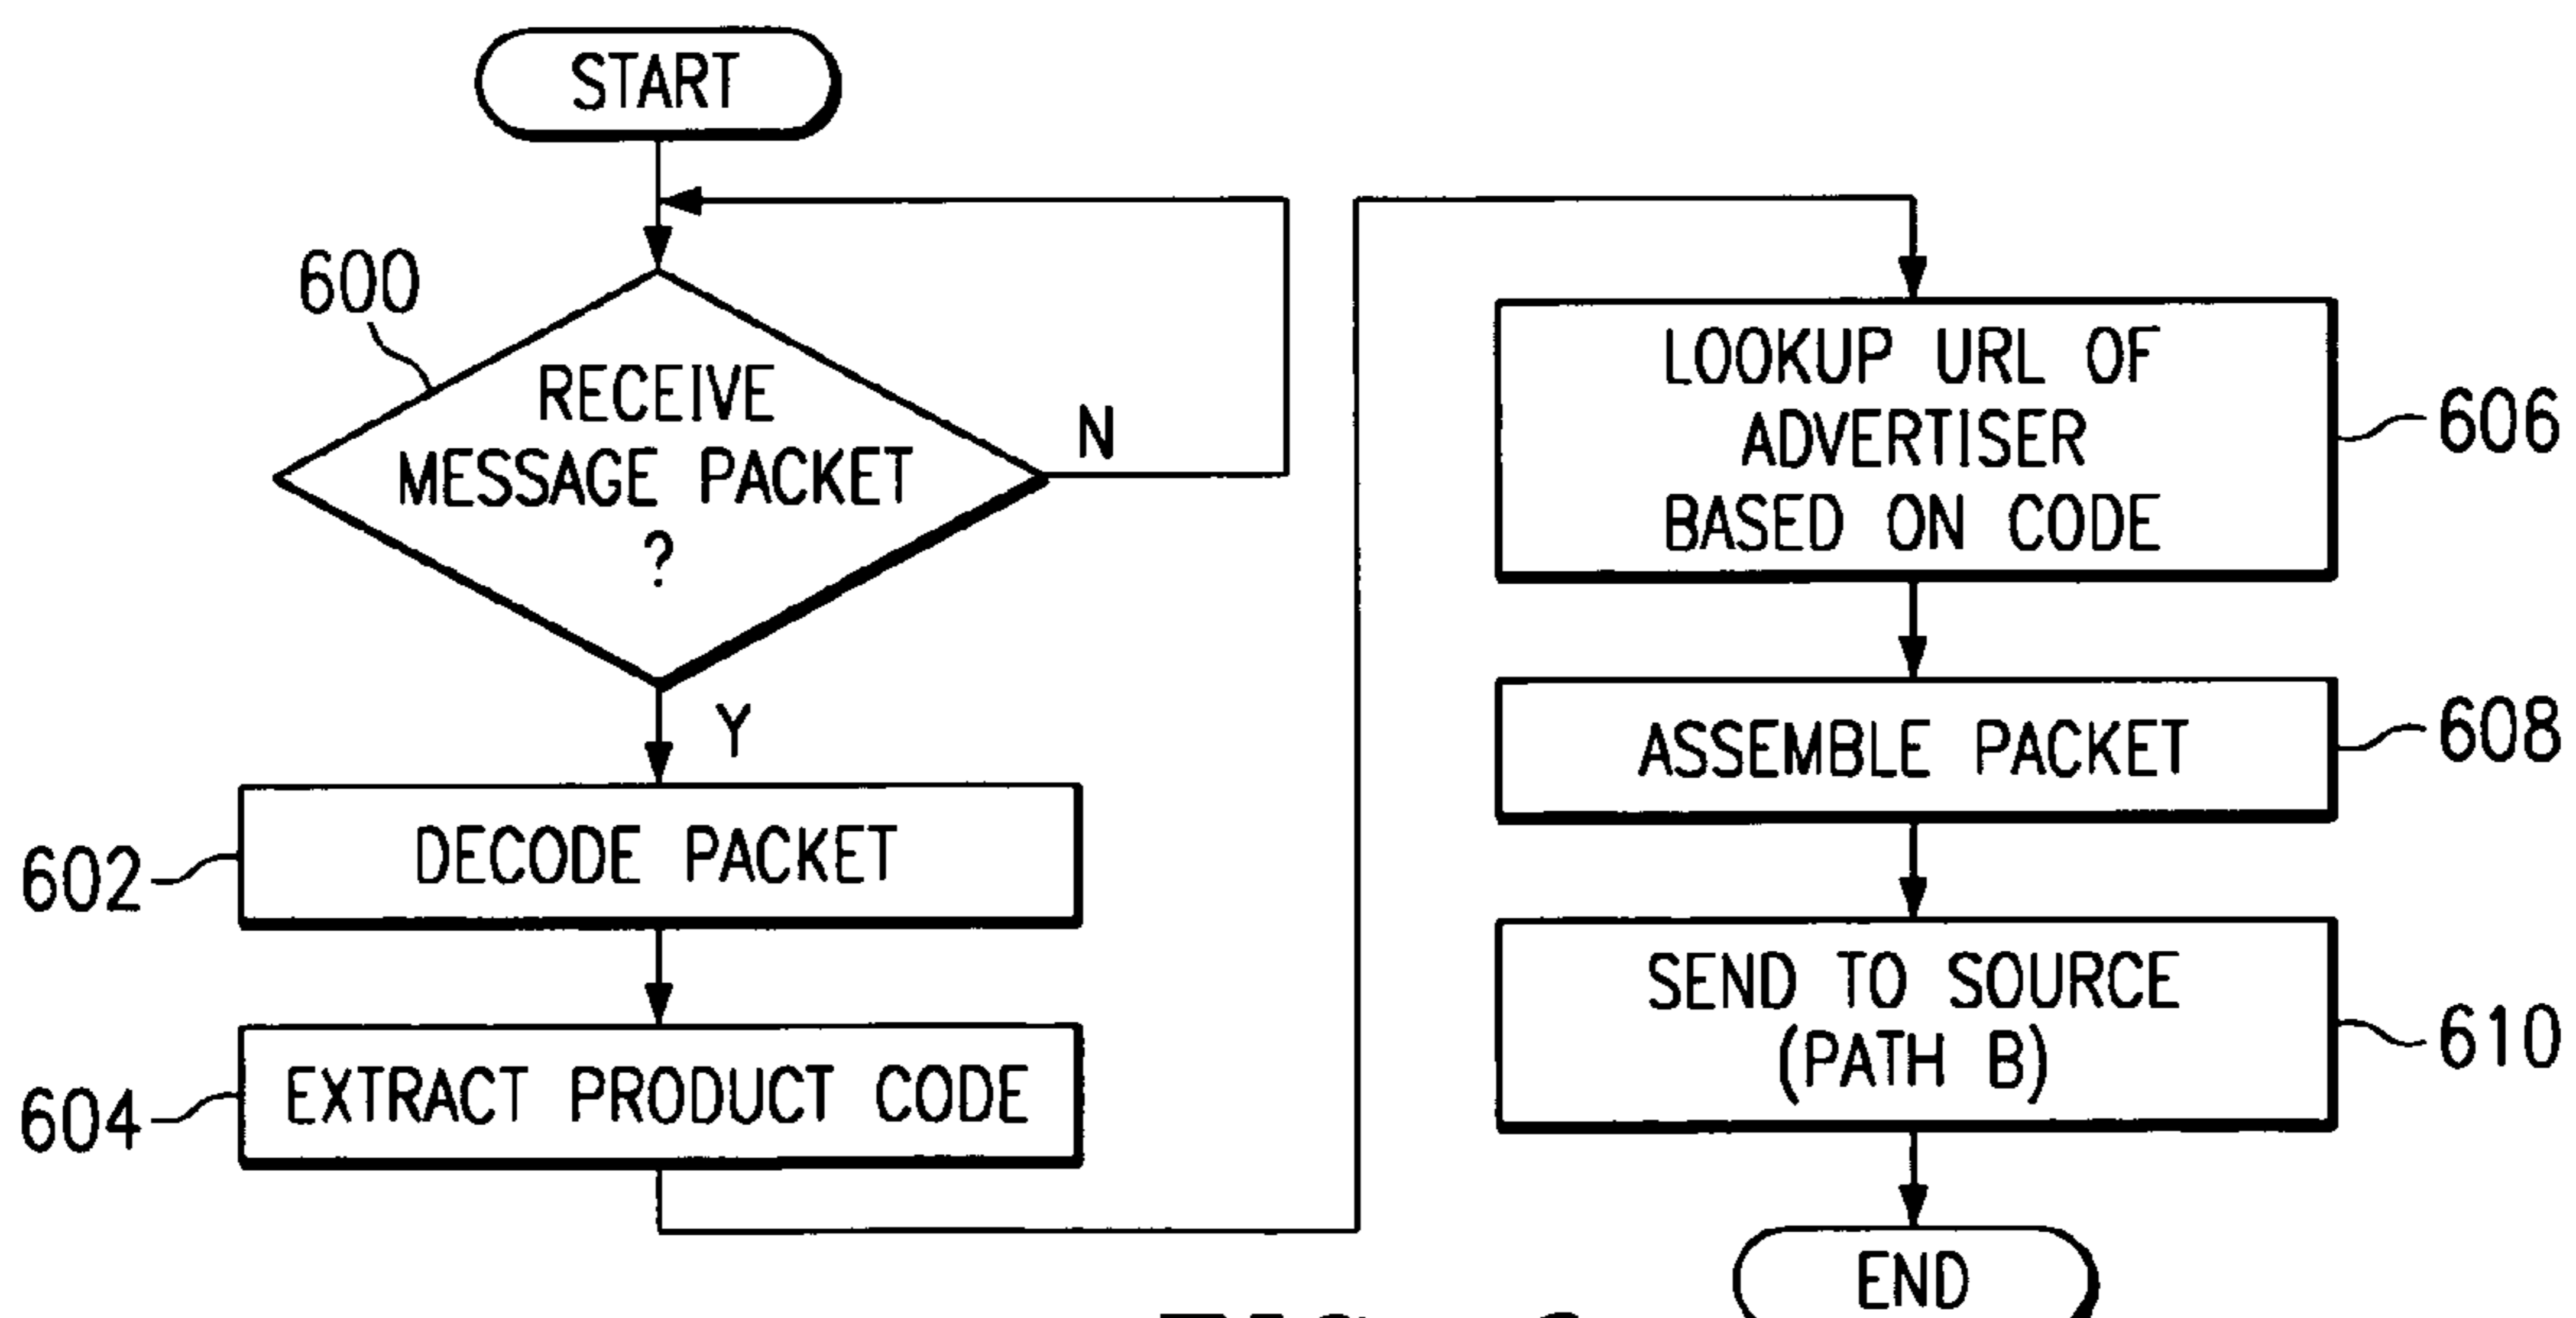 START
600
RECEIVE
MESSAGE PACKET
?
N
Y
602
DECODE PACKET
604
EXTRACT PRODUCT CODE
LOOKUP URL OF
ADVERTISER
BASED ON CODE
606
ASSEMBLE PACKET
608
SEND TO SOURCE
(PATH B)
610
END